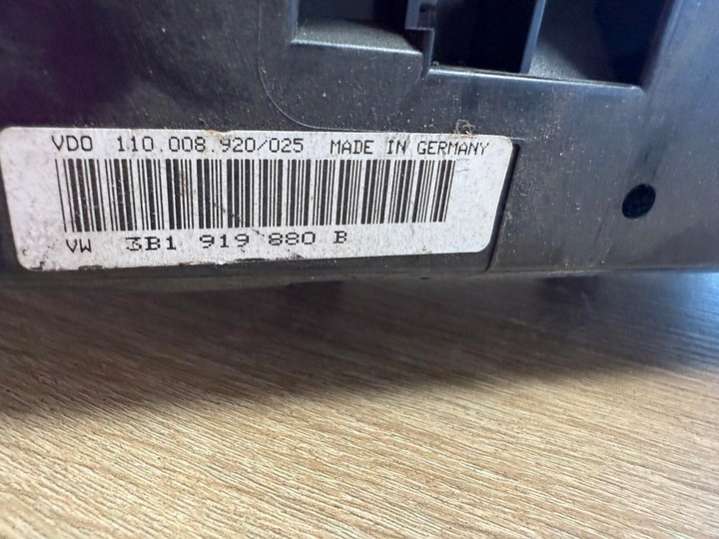 VDO 110.008.920/025 MADE IN GERMANY
VW 3B1 919 880 B